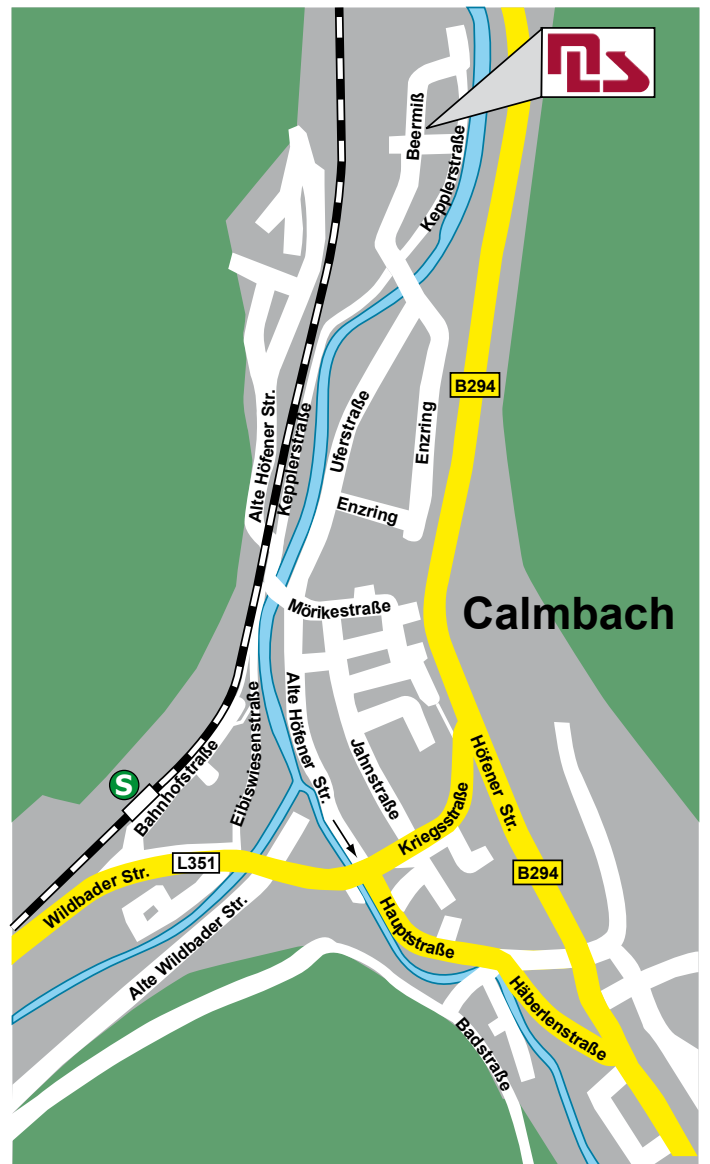 NLS
Beermiß
Kepplerstraße
B294
Alte Höfener Str.
Kepplerstraße
Uferstraße
Enzring
Enzring
Mörikestraße
Calmbach
Alte Höfener Str.
Eibiswiesenstraße
Jahnstraße
Höfener Str.
Bahnhofstraße
S
Kriegsstraße
L351
B294
Wildbader Str.
Hauptstraße
Alte Wildbader Str.
Häberlenstraße
Badstraße